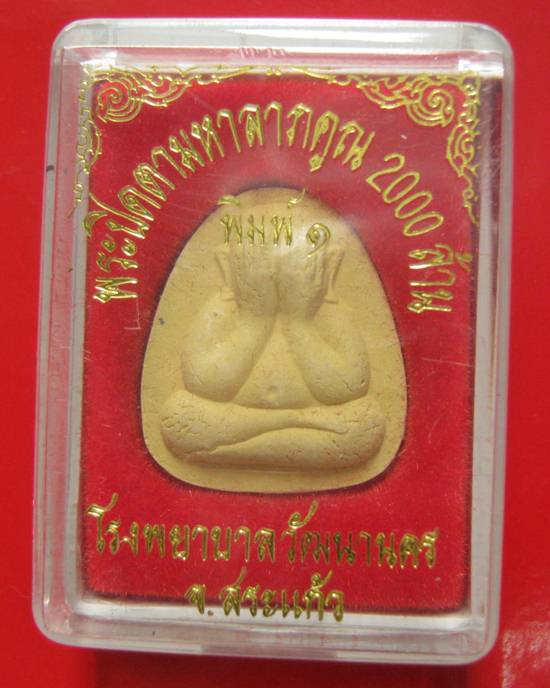 พระปิดตามหาลาภคูณ 2000 ล้าน
พิมพ์ ๑
โรงพยาบาลวัฒนานคร
จ.สระแก้ว